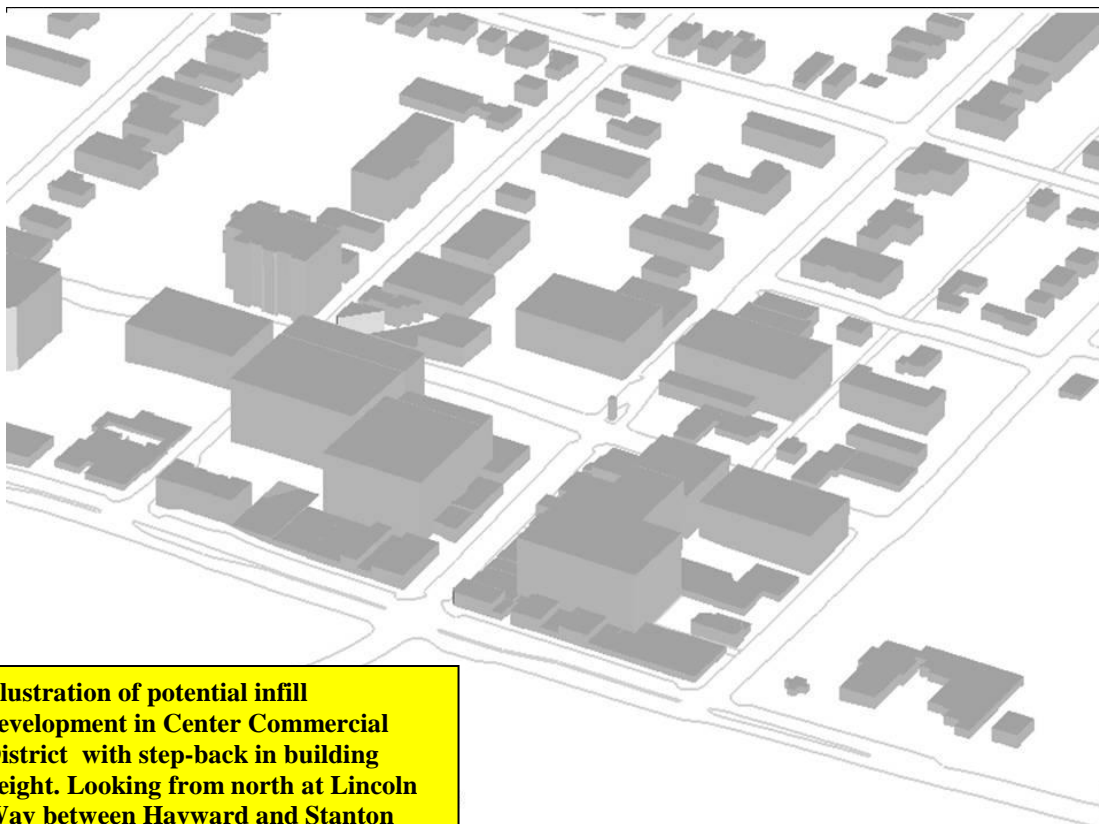 lustration of potential infill
evelopment in Center Commercial
istrict with step-back in building
eight. Looking from north at Lincoln
Way between Hayward and Stanton